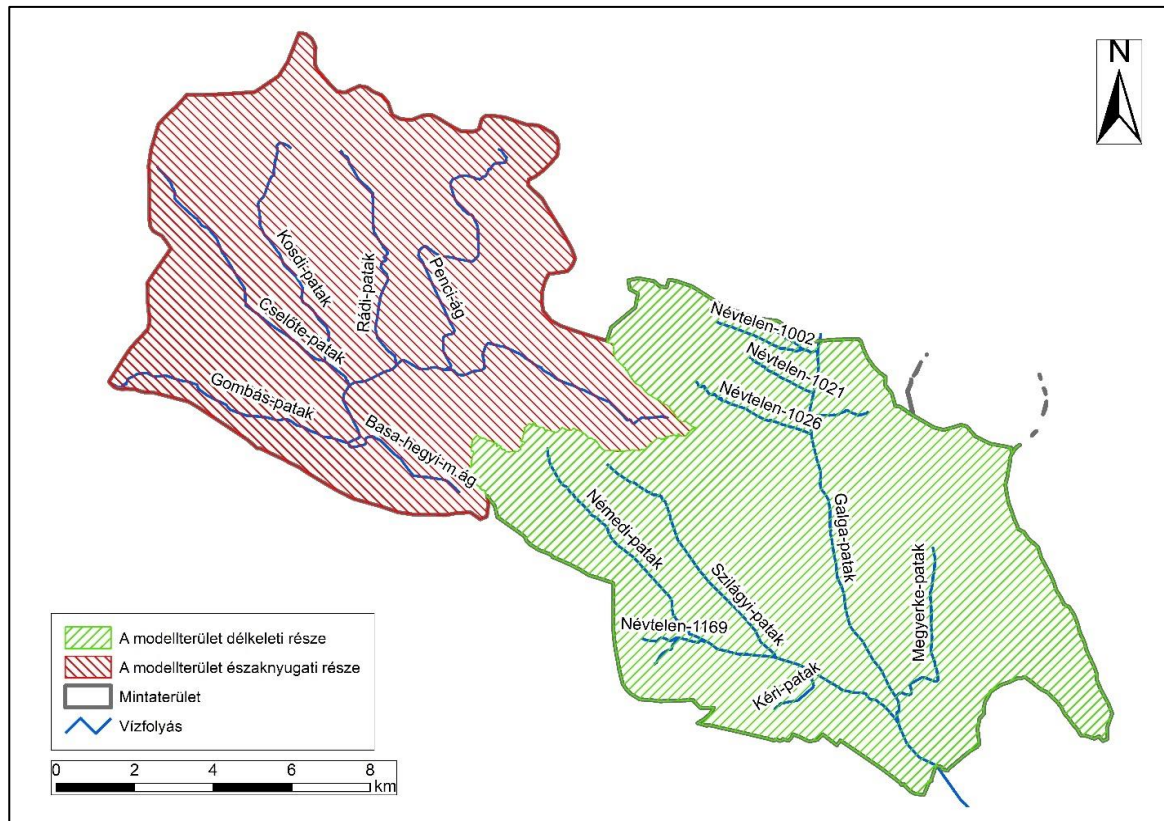 N
Kosdi-patak
Rádi-patak
Penci-ág
Cselőte-patak
Gombás-patak
Basa-hegyi-m.ág
Névtelen-1002
Névtelen-1021
Névtelen-1026
Némedi-patak
Szilágyi-patak
Galga-patak
Megyerke-patak
Névtelen-1169
Kéri-patak
A modellterület délkeleti része
A modellterület északnyugati része
Mintaterület
Vízfolyás
0 2 4 6 8
km